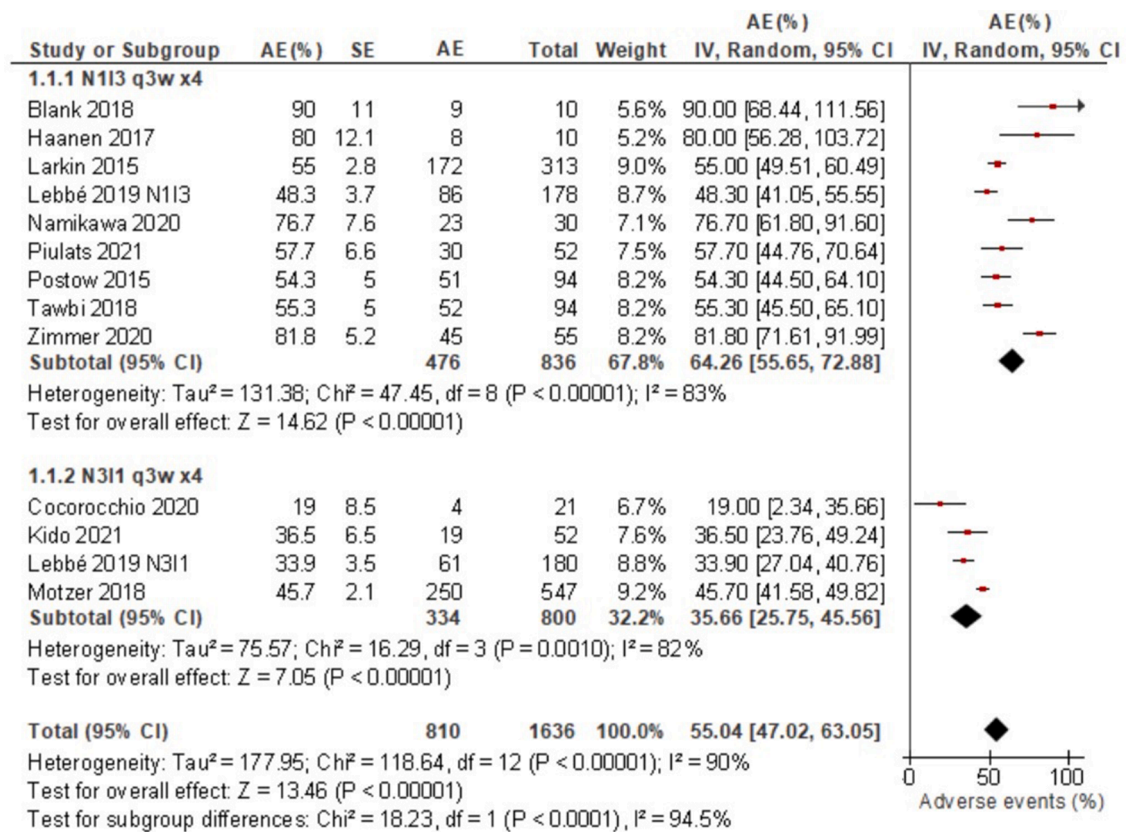 AE(%) AE(%)
Study or Subgroup AE(%) SE AE Total Weight IV, Random, 95% CI IV, Random, 95% CI
1.1.1 N1I3 q3w x4
Blank 2018 90 11 9 10 5.6% 90.00 [68.44, 111.56]
Haanen 2017 80 12.1 8 10 5.2% 80.00 [56.28, 103.72]
Larkin 2015 55 2.8 172 313 9.0% 55.00 [49.51, 60.49]
Lebbé 2019 N1I3 48.3 3.7 86 178 8.7% 48.30 [41.05, 55.55]
Namikawa 2020 76.7 7.6 23 30 7.1% 76.70 [61.80, 91.60]
Piulats 2021 57.7 6.6 30 52 7.5% 57.70 [44.76, 70.64]
Postow 2015 54.3 5 51 94 8.2% 54.30 [44.50, 64.10]
Tawbi 2018 55.3 5 52 94 8.2% 55.30 [45.50, 65.10]
Zimmer 2020 81.8 5.2 45 55 8.2% 81.80 [71.61, 91.99]
Subtotal (95% CI) 476 836 67.8% 64.26 [55.65, 72.88]
Heterogeneity: Tau² = 131.38; Chi² = 47.45, df = 8 (P < 0.00001); I² = 83%
Test for overall effect: Z = 14.62 (P < 0.00001)
1.1.2 N3I1 q3w x4
Cocorocchio 2020 19 8.5 4 21 6.7% 19.00 [2.34, 35.66]
Kido 2021 36.5 6.5 19 52 7.6% 36.50 [23.76, 49.24]
Lebbé 2019 N3I1 33.9 3.5 61 180 8.8% 33.90 [27.04, 40.76]
Motzer 2018 45.7 2.1 250 547 9.2% 45.70 [41.58, 49.82]
Subtotal (95% CI) 334 800 32.2% 35.66 [25.75, 45.56]
Heterogeneity: Tau² = 75.57; Chi² = 16.29, df = 3 (P = 0.0010); I² = 82%
Test for overall effect: Z = 7.05 (P < 0.00001)
Total (95% CI) 810 1636 100.0% 55.04 [47.02, 63.05]
Heterogeneity: Tau² = 177.95; Chi² = 118.64, df = 12 (P < 0.00001); I² = 90%
Test for overall effect: Z = 13.46 (P < 0.00001)
Test for subgroup differences: Chi² = 18.23, df = 1 (P < 0.0001), I² = 94.5%
0 50 100
Adverse events (%)